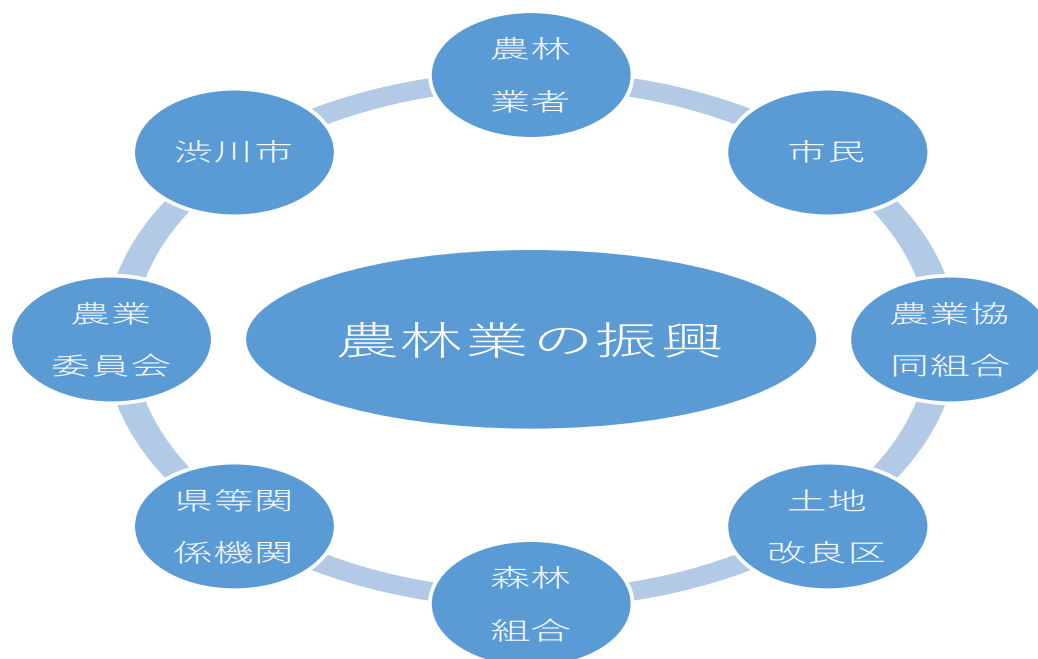 農林
業者
渋川市
市民
農業
委員会
農林業の振興
農業協
同組合
県等関
係機関
土地
改良区
森林
組合